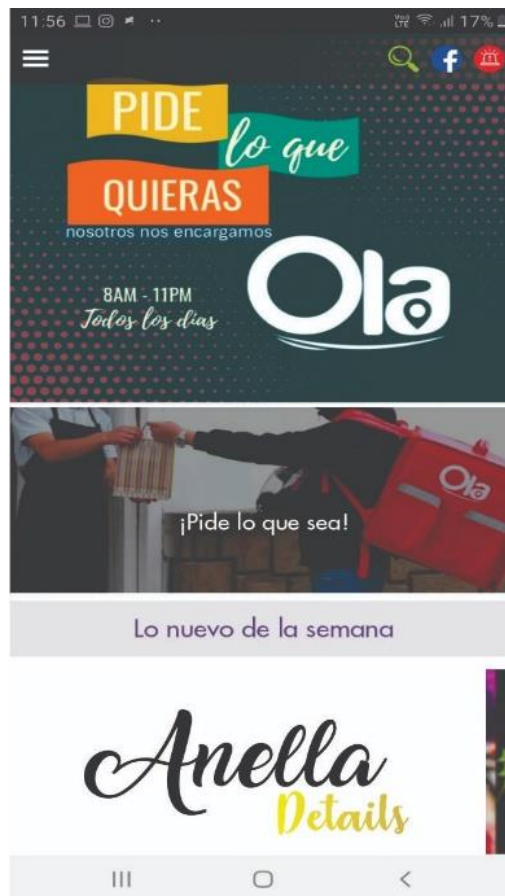 11:56
17%
PIDE
lo que
QUIERAS
nosotros nos encargamos
Ola
8AM - 11PM
Todos los días
Ola
¡Pide lo que sea!
Lo nuevo de la semana
Anella
Details